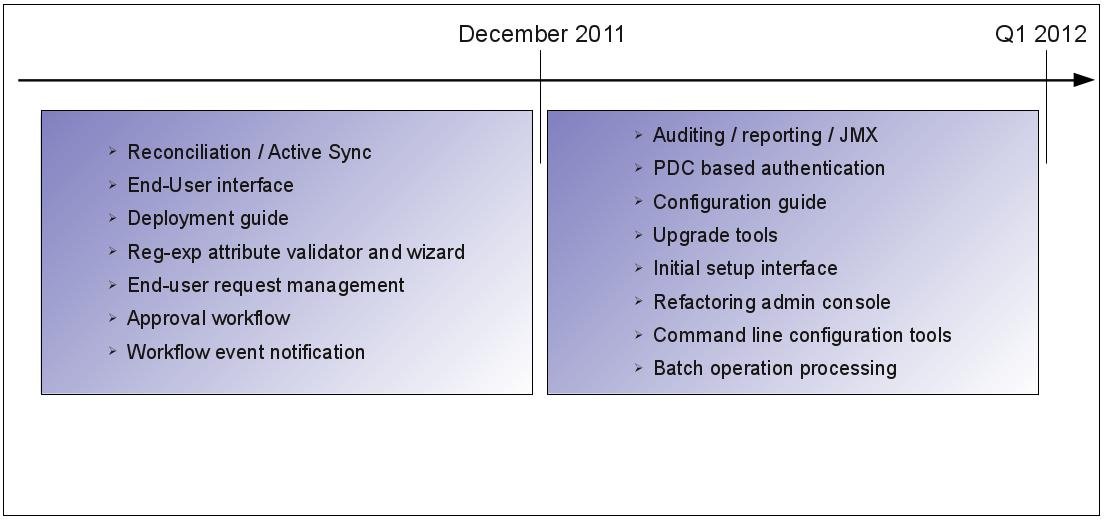 December 2011
Q1 2012
Reconciliation / Active Sync
End-User interface
Deployment guide
Reg-exp attribute validator and wizard
End-user request management
Approval workflow
Workflow event notification
Auditing / reporting / JMX
PDC based authentication
Configuration guide
Upgrade tools
Initial setup interface
Refactoring admin console
Command line configuration tools
Batch operation processing